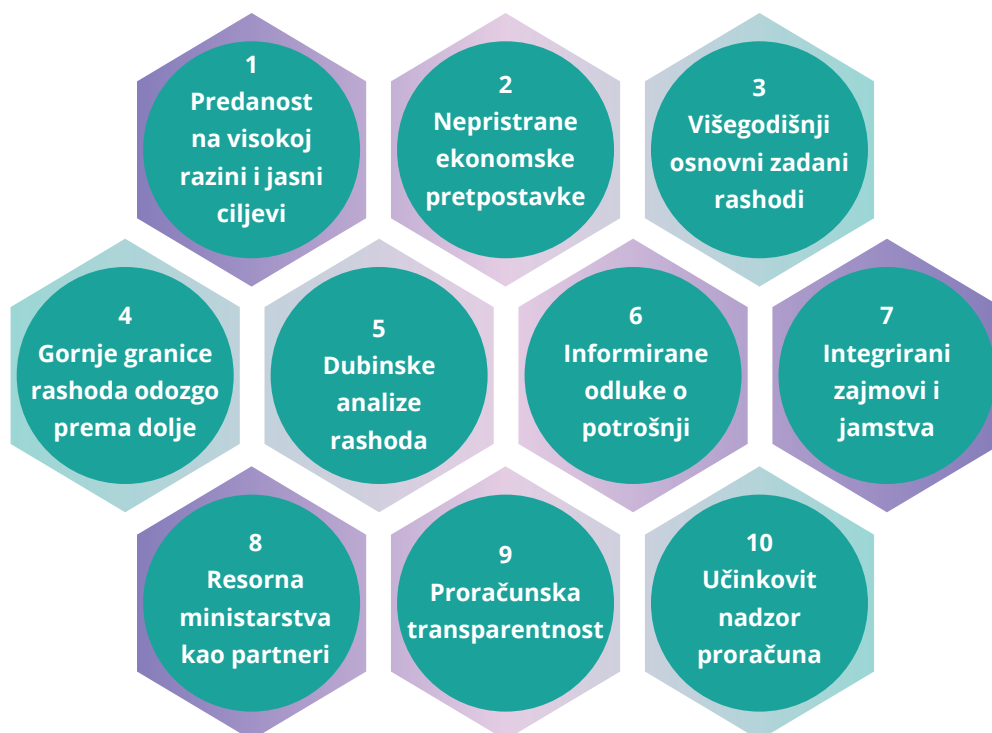 1
Predanost
na visokoj
razini i jasni
ciljevi
2
Nepristrane
ekonomske
pretpostavke
3
Višegodišnji
osnovni zadani
rashodi
4
Gornje granice
rashoda odozgo
prema dolje
5
Dubinske
analize
rashoda
6
Informirane
odluke o
potrošnji
7
Integrirani
zajmovi i
jamstva
8
Resorna
ministarstva
kao partneri
9
Proračunska
transparentnost
10
Učinkovit
nadzor
proračuna